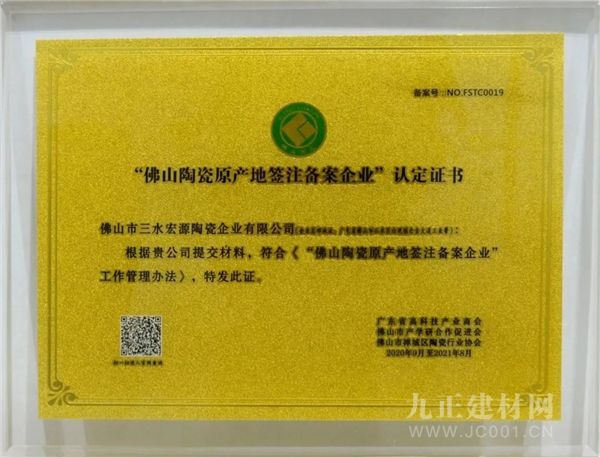 备案号:NO.FSTC0019
“佛山陶瓷原产地签注备案企业”认定证书
佛山市三水宏源陶瓷企业有限公司
根据贵公司提交材料，符合《“佛山陶瓷原产地签注备案企业”
工作管理办法》，特发此证。
广东省高科技产业商会
佛山市产学研合作促进会
佛山市禅城区陶瓷行业协会
2020年9月至2021年8月
九正建材网
WWW.JC001.CN